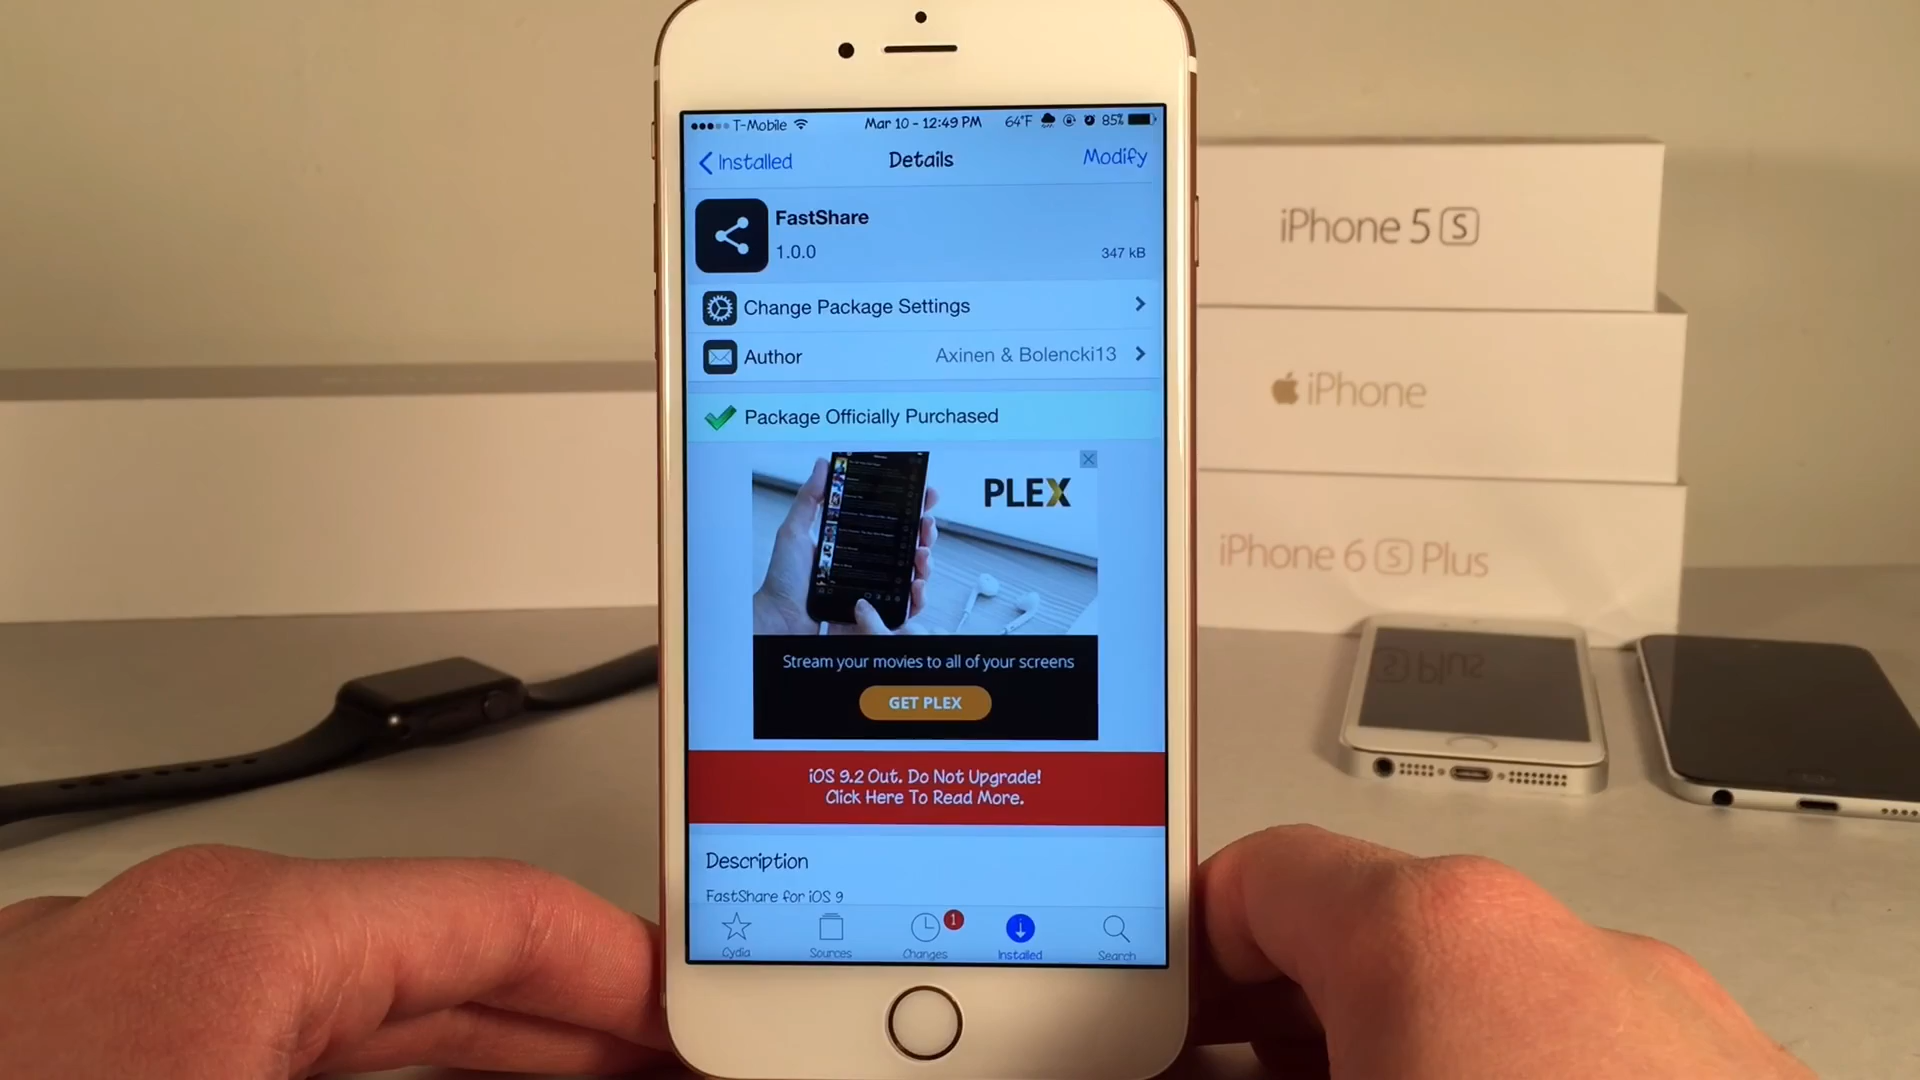 T-Mobile Mar 10 - 12:49 PM 64°F 85%
Installed Details Modify
FastShare
1.0.0 347 kB
Change Package Settings
Author Axinen & Bolencki13
Package Officially Purchased
PLEX
Stream your movies to all of your screens
GET PLEX
iOS 9.2 Out. Do Not Upgrade!
Click Here To Read More.
Description
FastShare for iOS 9
1
Cydia Sources Changes Installed Search
iPhone 5 S
iPhone
iPhone 6 S Plus
S Plus